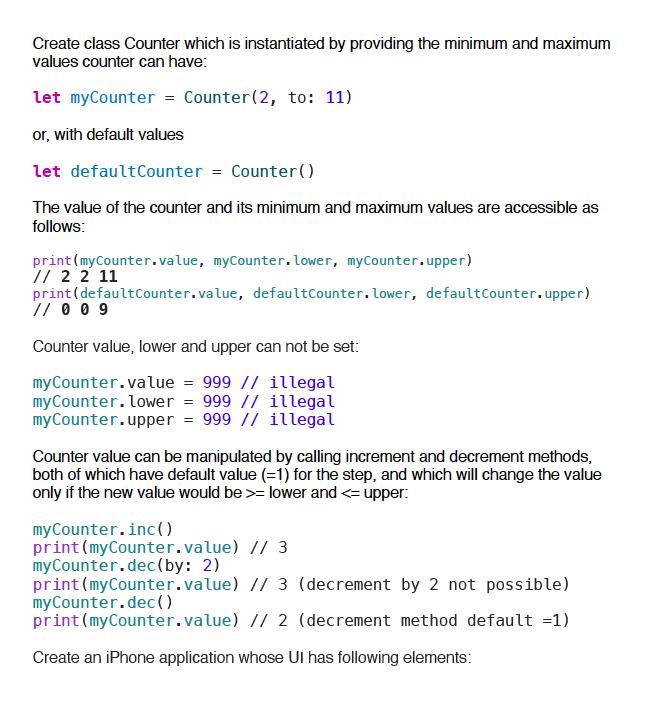 Create class Counter which is instantiated by providing the minimum and maximum
values counter can have:
let myCounter = Counter(2, to: 11)
or, with default values
let defaultCounter = Counter()
The value of the counter and its minimum and maximum values are accessible as
follows:
print(myCounter.value, myCounter.lower, myCounter.upper)
// 2 2 11
print(defaultCounter.value, defaultCounter.lower, defaultCounter.upper)
// 0 0 9
Counter value, lower and upper can not be set:
myCounter.value = 999 // illegal
myCounter.lower = 999 // illegal
myCounter.upper = 999 // illegal
Counter value can be manipulated by calling increment and decrement methods,
both of which have default value (=1) for the step, and which will change the value
only if the new value would be >= lower and <= upper:
myCounter.inc()
print(myCounter.value) // 3
myCounter.dec(by: 2)
print(myCounter.value) // 3 (decrement by 2 not possible)
myCounter.dec()
print(myCounter.value) // 2 (decrement method default =1)
Create an iPhone application whose UI has following elements: